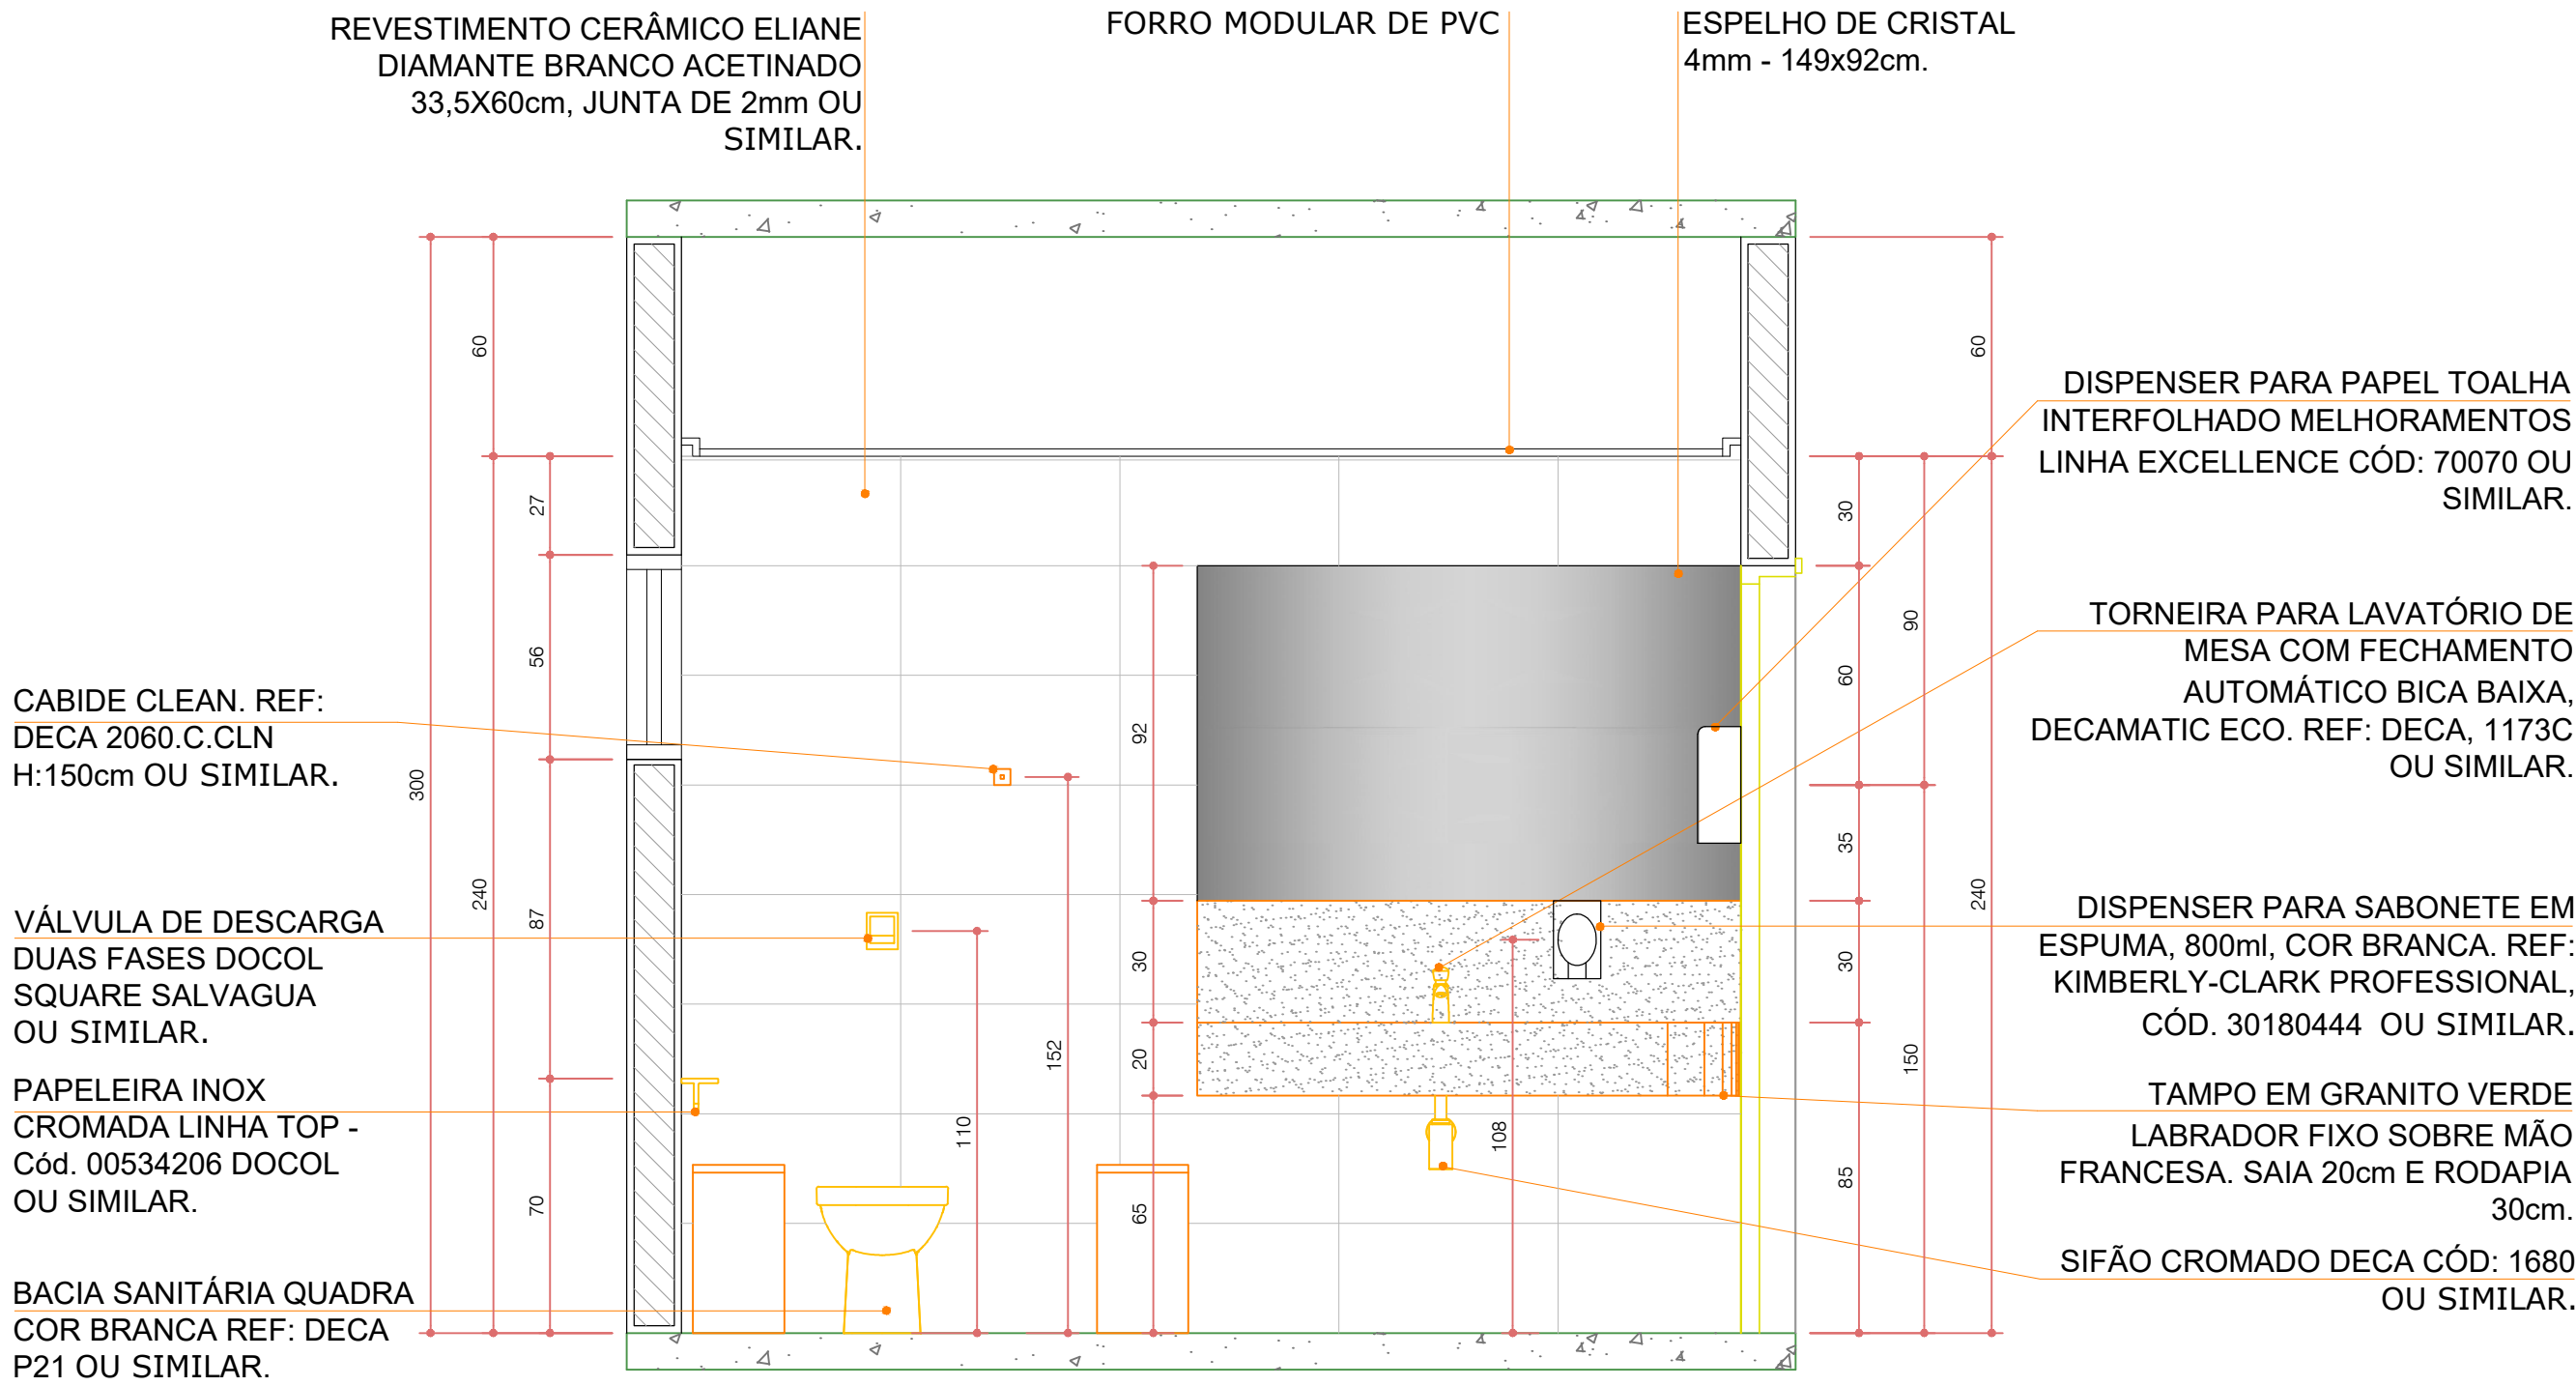 REVESTIMENTO CERÂMICO ELIANE
DIAMANTE BRANCO ACETINADO
33,5X60cm, JUNTA DE 2mm OU
SIMILAR.
FORRO MODULAR DE PVC
ESPELHO DE CRISTAL
4mm - 149x92cm.
CABIDE CLEAN. REF:
DECA 2060.C.CLN
H:150cm OU SIMILAR.
VÁLVULA DE DESCARGA
DUAS FASES DOCOL
SQUARE SALVAGUA
OU SIMILAR.
PAPELEIRA INOX
CROMADA LINHA TOP -
Cód. 00534206 DOCOL
OU SIMILAR.
BACIA SANITÁRIA QUADRA
COR BRANCA REF: DECA
P21 OU SIMILAR.
300
60
240
27
56
87
70
110
152
92
30
20
65
108
30
60
35
30
85
90
150
60
240
DISPENSER PARA PAPEL TOALHA
INTERFOLHADO MELHORAMENTOS
LINHA EXCELLENCE CÓD: 70070 OU
SIMILAR.
TORNEIRA PARA LAVATÓRIO DE
MESA COM FECHAMENTO
AUTOMÁTICO BICA BAIXA,
DECAMATIC ECO. REF: DECA, 1173C
OU SIMILAR.
DISPENSER PARA SABONETE EM
ESPUMA, 800ml, COR BRANCA. REF:
KIMBERLY-CLARK PROFESSIONAL,
CÓD. 30180444 OU SIMILAR.
TAMPO EM GRANITO VERDE
LABRADOR FIXO SOBRE MÃO
FRANCESA. SAIA 20cm E RODAPIA
30cm.
SIFÃO CROMADO DECA CÓD: 1680
OU SIMILAR.